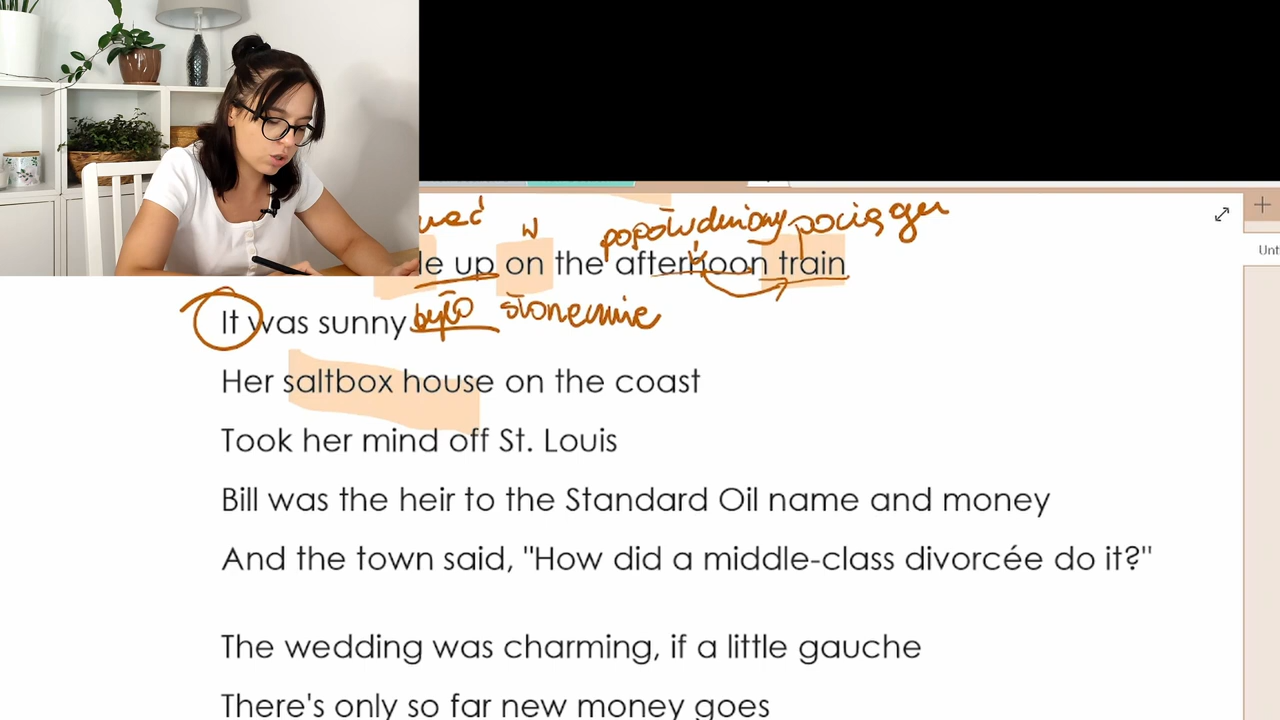 w popołudniowy pociągu
le up on the afternoon train
It was sunny było słonecznie
Her saltbox house on the coast
Took her mind off St. Louis
Bill was the heir to the Standard Oil name and money
And the town said, "How did a middle-class divorcée do it?"
The wedding was charming, if a little gauche
There's only so far new money goes
Unt